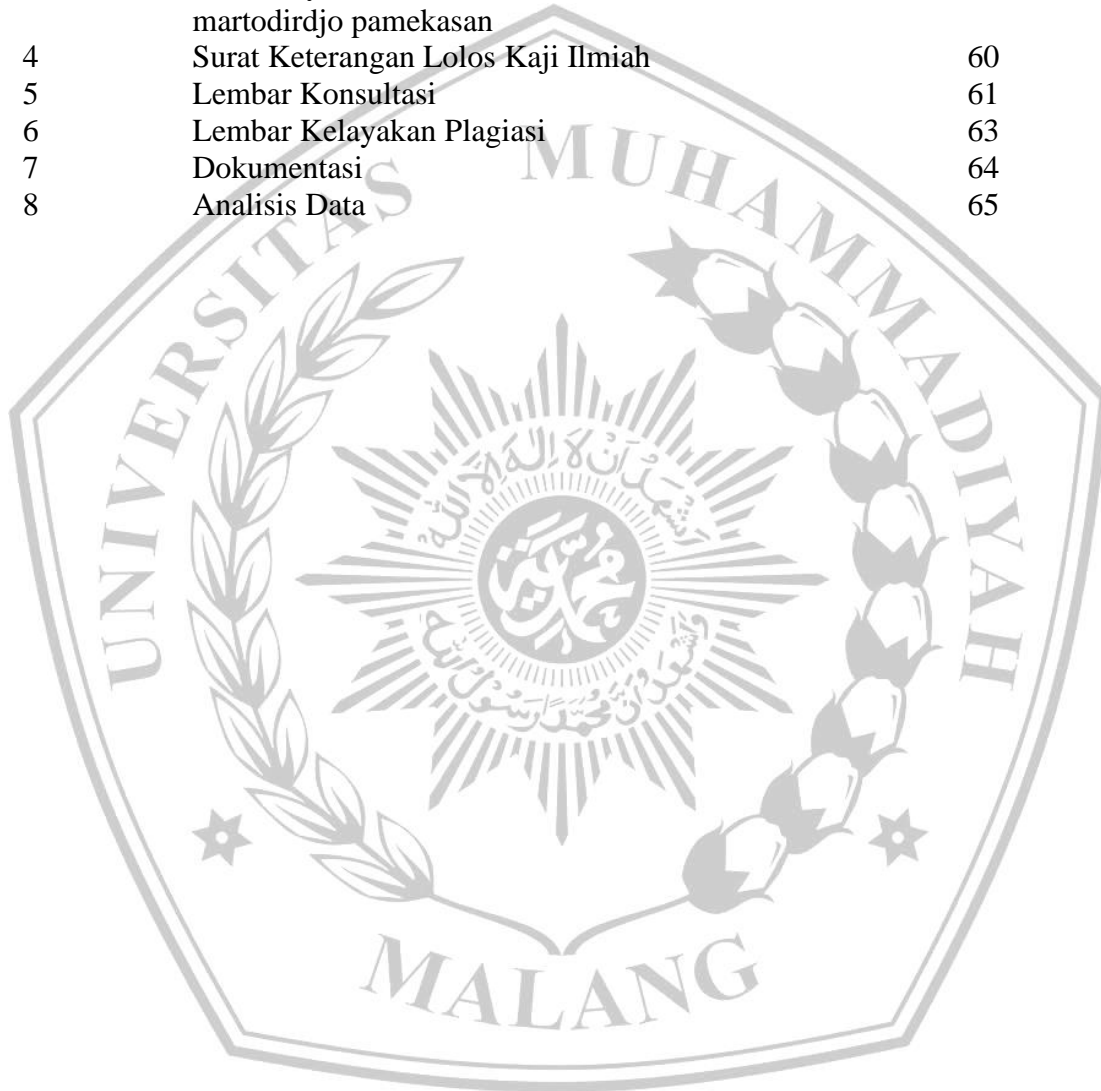 martodirdjo pamekasan
4 Surat Keterangan Lolos Kaji Ilmiah 60
5 Lembar Konsultasi 61
6 Lembar Kelayakan Plagiasi 63
7 Dokumentasi 64
8 Analisis Data 65
UNIVERSITAS MUHAMMADIYAH
MALANG